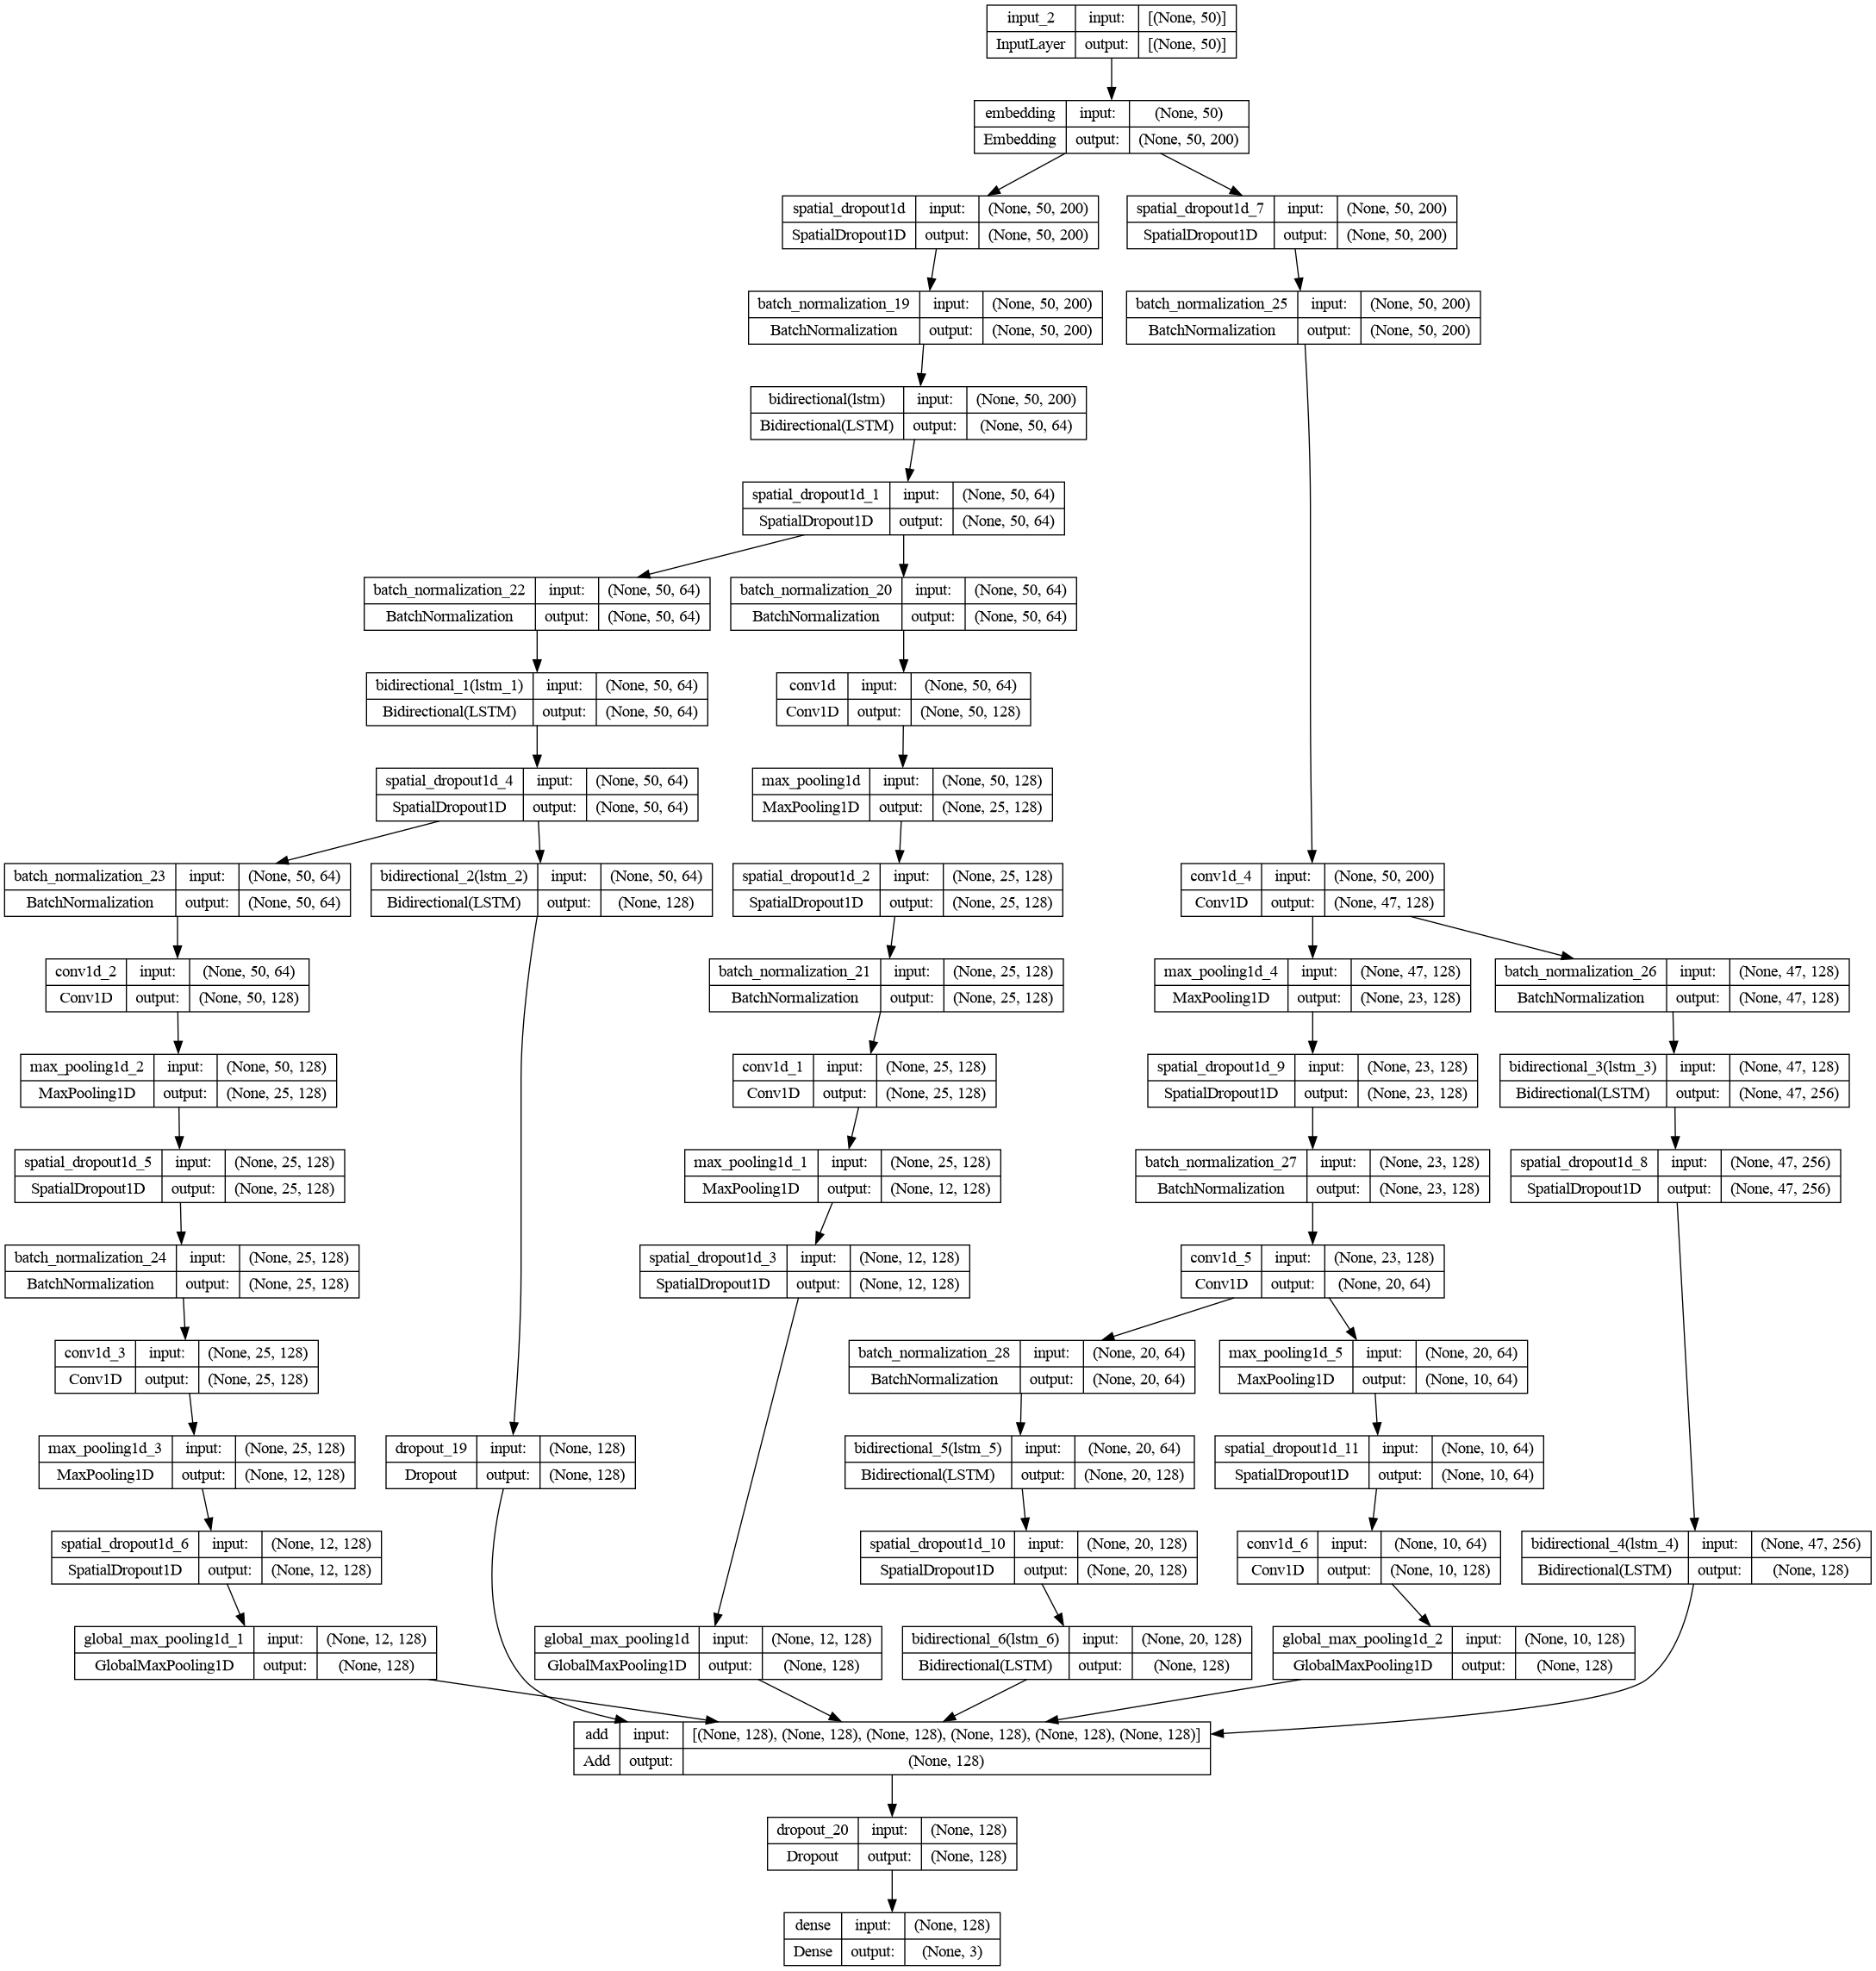 input_2 input: [(None, 50)]
InputLayer output: [(None, 50)]
embedding input: (None, 50)
Embedding output: (None, 50, 200)
spatial_dropout1d input: (None, 50, 200)
SpatialDropout1D output: (None, 50, 200)
spatial_dropout1d_7 input: (None, 50, 200)
SpatialDropout1D output: (None, 50, 200)
batch_normalization_19 input: (None, 50, 200)
BatchNormalization output: (None, 50, 200)
batch_normalization_25 input: (None, 50, 200)
BatchNormalization output: (None, 50, 200)
bidirectional(lstm) input: (None, 50, 200)
Bidirectional(LSTM) output: (None, 50, 64)
spatial_dropout1d_1 input: (None, 50, 64)
SpatialDropout1D output: (None, 50, 64)
batch_normalization_22 input: (None, 50, 64)
BatchNormalization output: (None, 50, 64)
batch_normalization_20 input: (None, 50, 64)
BatchNormalization output: (None, 50, 64)
bidirectional_1(lstm_1) input: (None, 50, 64)
Bidirectional(LSTM) output: (None, 50, 64)
conv1d input: (None, 50, 64)
Conv1D output: (None, 50, 128)
spatial_dropout1d_4 input: (None, 50, 64)
SpatialDropout1D output: (None, 50, 64)
max_pooling1d input: (None, 50, 128)
MaxPooling1D output: (None, 25, 128)
batch_normalization_23 input: (None, 50, 64)
BatchNormalization output: (None, 50, 64)
bidirectional_2(lstm_2) input: (None, 50, 64)
Bidirectional(LSTM) output: (None, 128)
spatial_dropout1d_2 input: (None, 25, 128)
SpatialDropout1D output: (None, 25, 128)
conv1d_4 input: (None, 50, 200)
Conv1D output: (None, 47, 128)
conv1d_2 input: (None, 50, 64)
Conv1D output: (None, 50, 128)
batch_normalization_21 input: (None, 25, 128)
BatchNormalization output: (None, 25, 128)
max_pooling1d_4 input: (None, 47, 128)
MaxPooling1D output: (None, 23, 128)
batch_normalization_26 input: (None, 47, 128)
BatchNormalization output: (None, 47, 128)
max_pooling1d_2 input: (None, 50, 128)
MaxPooling1D output: (None, 25, 128)
conv1d_1 input: (None, 25, 128)
Conv1D output: (None, 25, 128)
spatial_dropout1d_9 input: (None, 23, 128)
SpatialDropout1D output: (None, 23, 128)
bidirectional_3(lstm_3) input: (None, 47, 128)
Bidirectional(LSTM) output: (None, 47, 256)
spatial_dropout1d_5 input: (None, 25, 128)
SpatialDropout1D output: (None, 25, 128)
max_pooling1d_1 input: (None, 25, 128)
MaxPooling1D output: (None, 12, 128)
batch_normalization_27 input: (None, 23, 128)
BatchNormalization output: (None, 23, 128)
spatial_dropout1d_8 input: (None, 47, 256)
SpatialDropout1D output: (None, 47, 256)
batch_normalization_24 input: (None, 25, 128)
BatchNormalization output: (None, 25, 128)
spatial_dropout1d_3 input: (None, 12, 128)
SpatialDropout1D output: (None, 12, 128)
conv1d_5 input: (None, 23, 128)
Conv1D output: (None, 20, 64)
conv1d_3 input: (None, 25, 128)
Conv1D output: (None, 25, 128)
batch_normalization_28 input: (None, 20, 64)
BatchNormalization output: (None, 20, 64)
max_pooling1d_5 input: (None, 20, 64)
MaxPooling1D output: (None, 10, 64)
max_pooling1d_3 input: (None, 25, 128)
MaxPooling1D output: (None, 12, 128)
dropout_19 input: (None, 128)
Dropout output: (None, 128)
bidirectional_5(lstm_5) input: (None, 20, 64)
Bidirectional(LSTM) output: (None, 20, 128)
spatial_dropout1d_11 input: (None, 10, 64)
SpatialDropout1D output: (None, 10, 64)
spatial_dropout1d_6 input: (None, 12, 128)
SpatialDropout1D output: (None, 12, 128)
spatial_dropout1d_10 input: (None, 20, 128)
SpatialDropout1D output: (None, 20, 128)
conv1d_6 input: (None, 10, 64)
Conv1D output: (None, 10, 128)
bidirectional_4(lstm_4) input: (None, 47, 256)
Bidirectional(LSTM) output: (None, 128)
global_max_pooling1d_1 input: (None, 12, 128)
GlobalMaxPooling1D output: (None, 128)
global_max_pooling1d input: (None, 12, 128)
GlobalMaxPooling1D output: (None, 128)
bidirectional_6(lstm_6) input: (None, 20, 128)
Bidirectional(LSTM) output: (None, 128)
global_max_pooling1d_2 input: (None, 10, 128)
GlobalMaxPooling1D output: (None, 128)
add input: [(None, 128), (None, 128), (None, 128), (None, 128), (None, 128), (None, 128)]
Add output: (None, 128)
dropout_20 input: (None, 128)
Dropout output: (None, 128)
dense input: (None, 128)
Dense output: (None, 3)